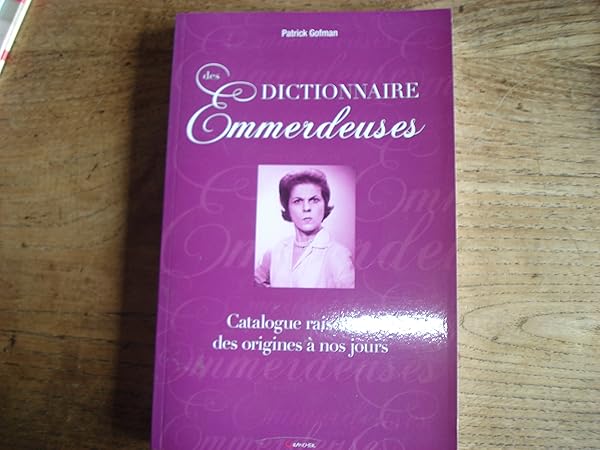 Patrick Gofman
DICTIONNAIRE
des Emmerdeuses
Catalogue
des origines à nos jours